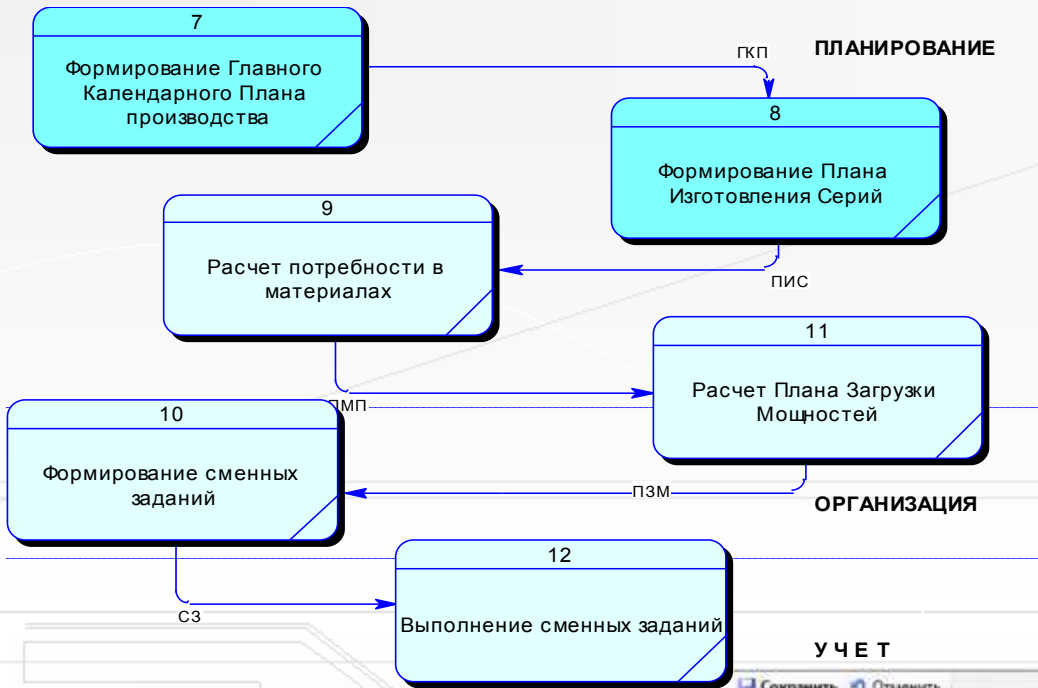 7
Формирование Главного
Календарного Плана
производства
ГКП
ПЛАНИРОВАНИЕ
8
Формирование Плана
Изготовления Серий
9
Расчет потребности в
материалах
ПИС
11
Расчет Плана Загрузки
Мощностей
ПМП
10
Формирование сменных
заданий
ПЗМ
ОРГАНИЗАЦИЯ
12
Выполнение сменных заданий
СЗ
УЧЕТ
Сохранить Отменить